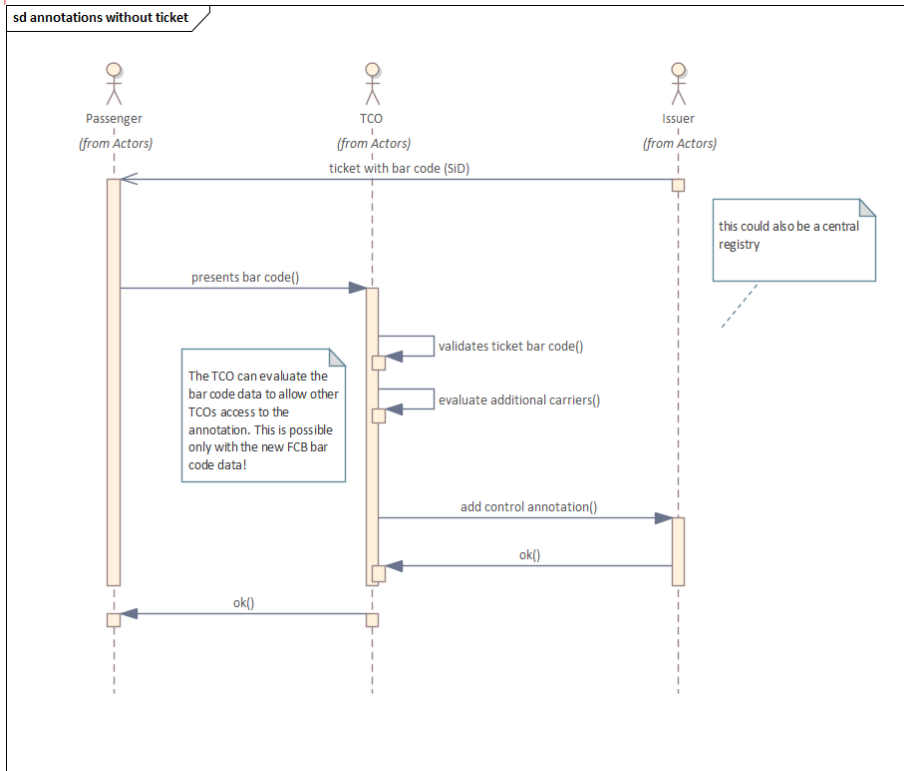 sd annotations without ticket
Passenger
TCO
Issuer
(from Actors)
(from Actors)
(from Actors)
ticket with bar code (SiD)
this could also be a central
registry
presents bar code()
validates ticket bar code()
The TCO can evaluate the
bar code data to allow other
TCOs access to the
annotation. This is possible
only with the new FCB bar
code data!
evaluate additional carriers()
add control annotation()
ok()
ok()